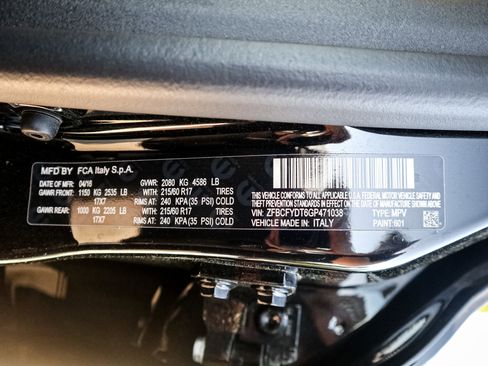 MFD BY FCA Italy S.p.A.
DATE: 04/16 GVWR: 2080 KG 4586 LB
GAWR FRONT: 1150 KG 2535 LB WITH 215/60 R17 TIRES
17X7 RIMS AT: 240 KPA (35 PSI) COLD
GAWR REAR: 1000 KG 2205 LB WITH 215/60 R17 TIRES
17X7 RIMS AT: 240 KPA (35 PSI) COLD
THIS VEHICLE CONFORMS TO ALL APPLICABLE U.S.A. FEDERAL MOTOR VEHICLE SAFETY
AND THEFT PREVENTION STANDARDS IN EFFECT ON THE DATE OF MANUFACTURE SHOWN ABOVE
VIN: ZFBCFYDT6GP471038 TYPE: MPV
VEHICLE MADE IN: ITALY PAINT: 601